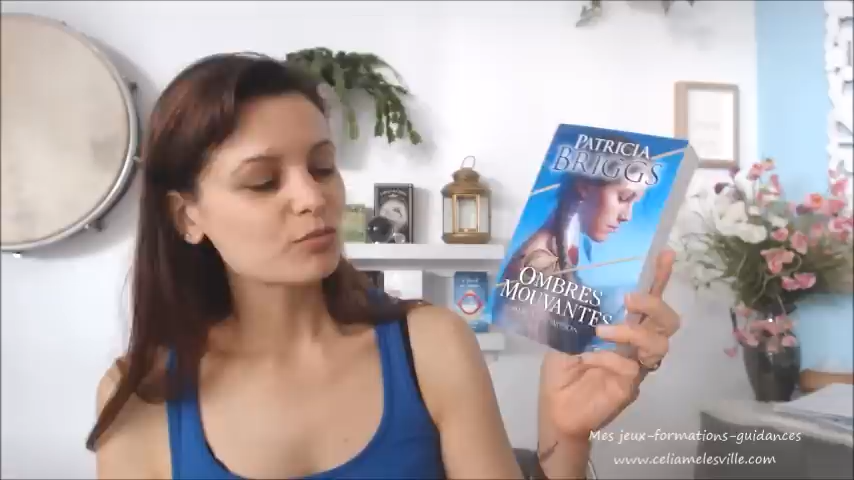 PATRICIA
BRIGGS
OMBRES
MOUVANTES
Mes jeux-formations-guidances
www.celiamelesville.com